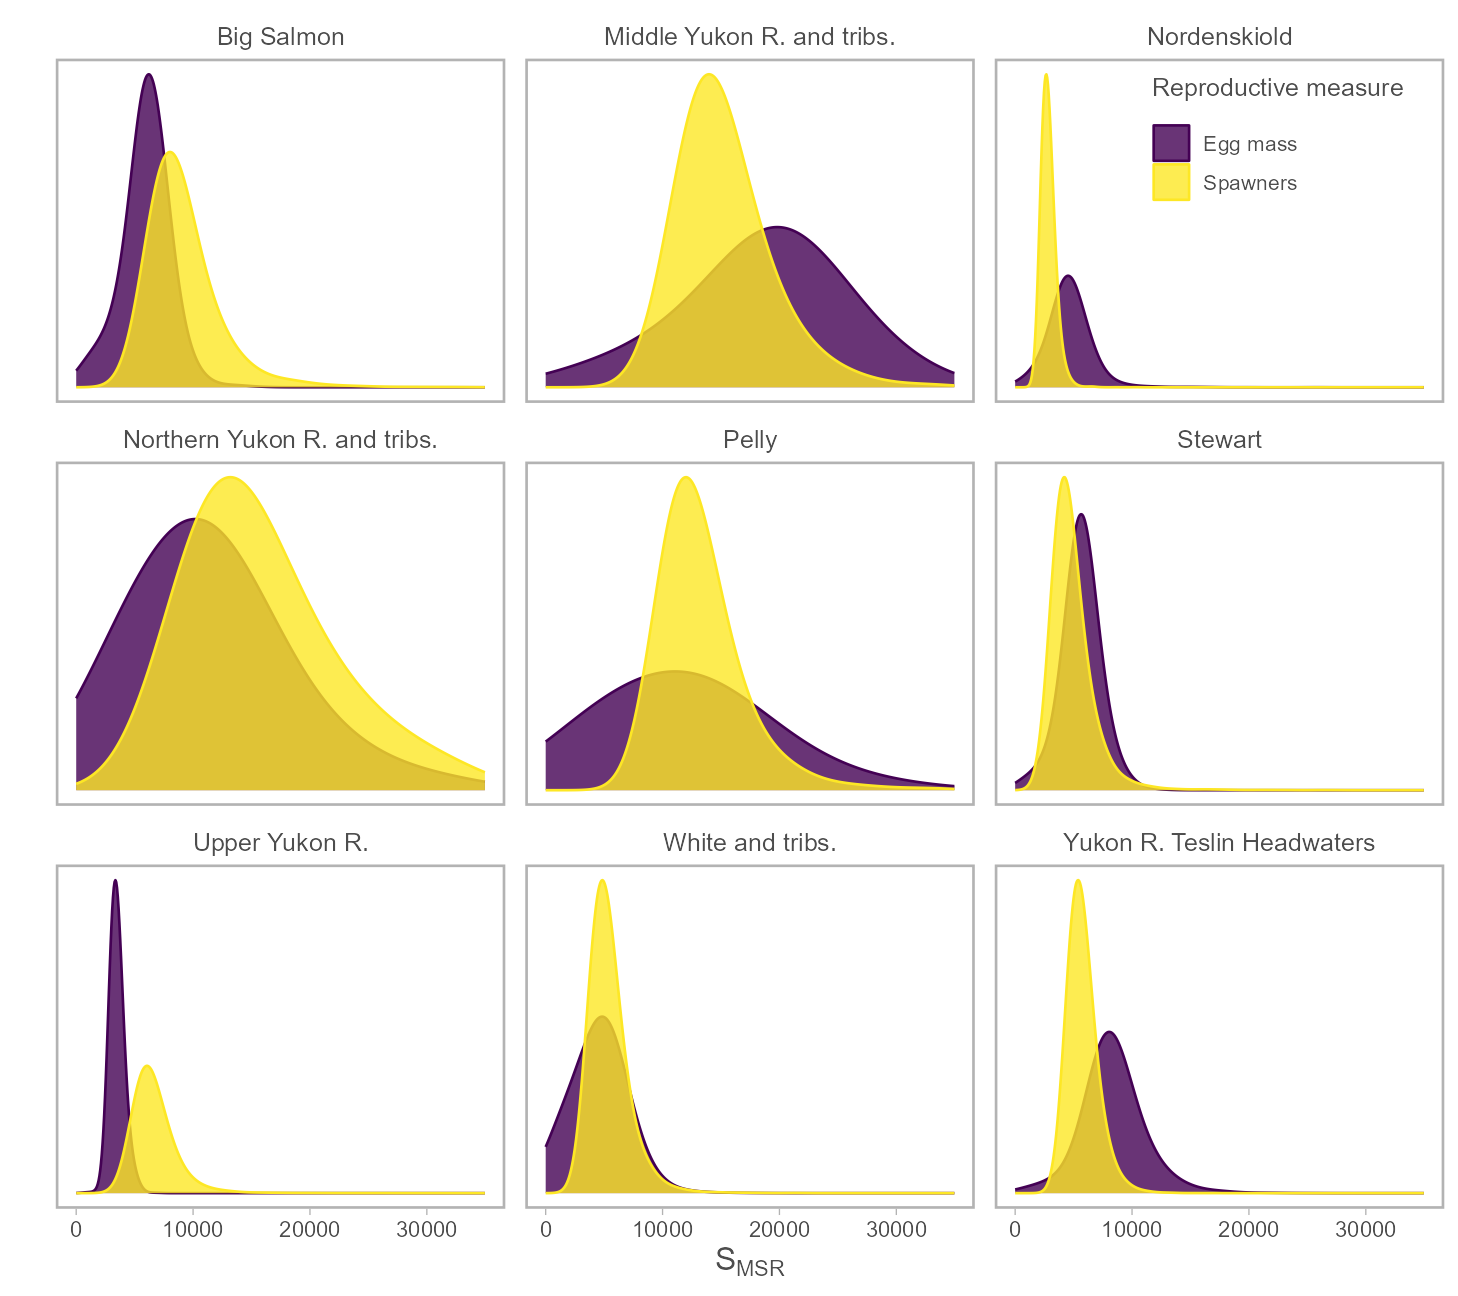 Big Salmon
Middle Yukon R. and tribs.
Nordenskiold
Reproductive measure
Egg mass
Spawners
Northern Yukon R. and tribs.
Pelly
Stewart
Upper Yukon R.
White and tribs.
Yukon R. Teslin Headwaters
0 10000 20000 30000
0 10000 20000 30000
0 10000 20000 30000
SMSR